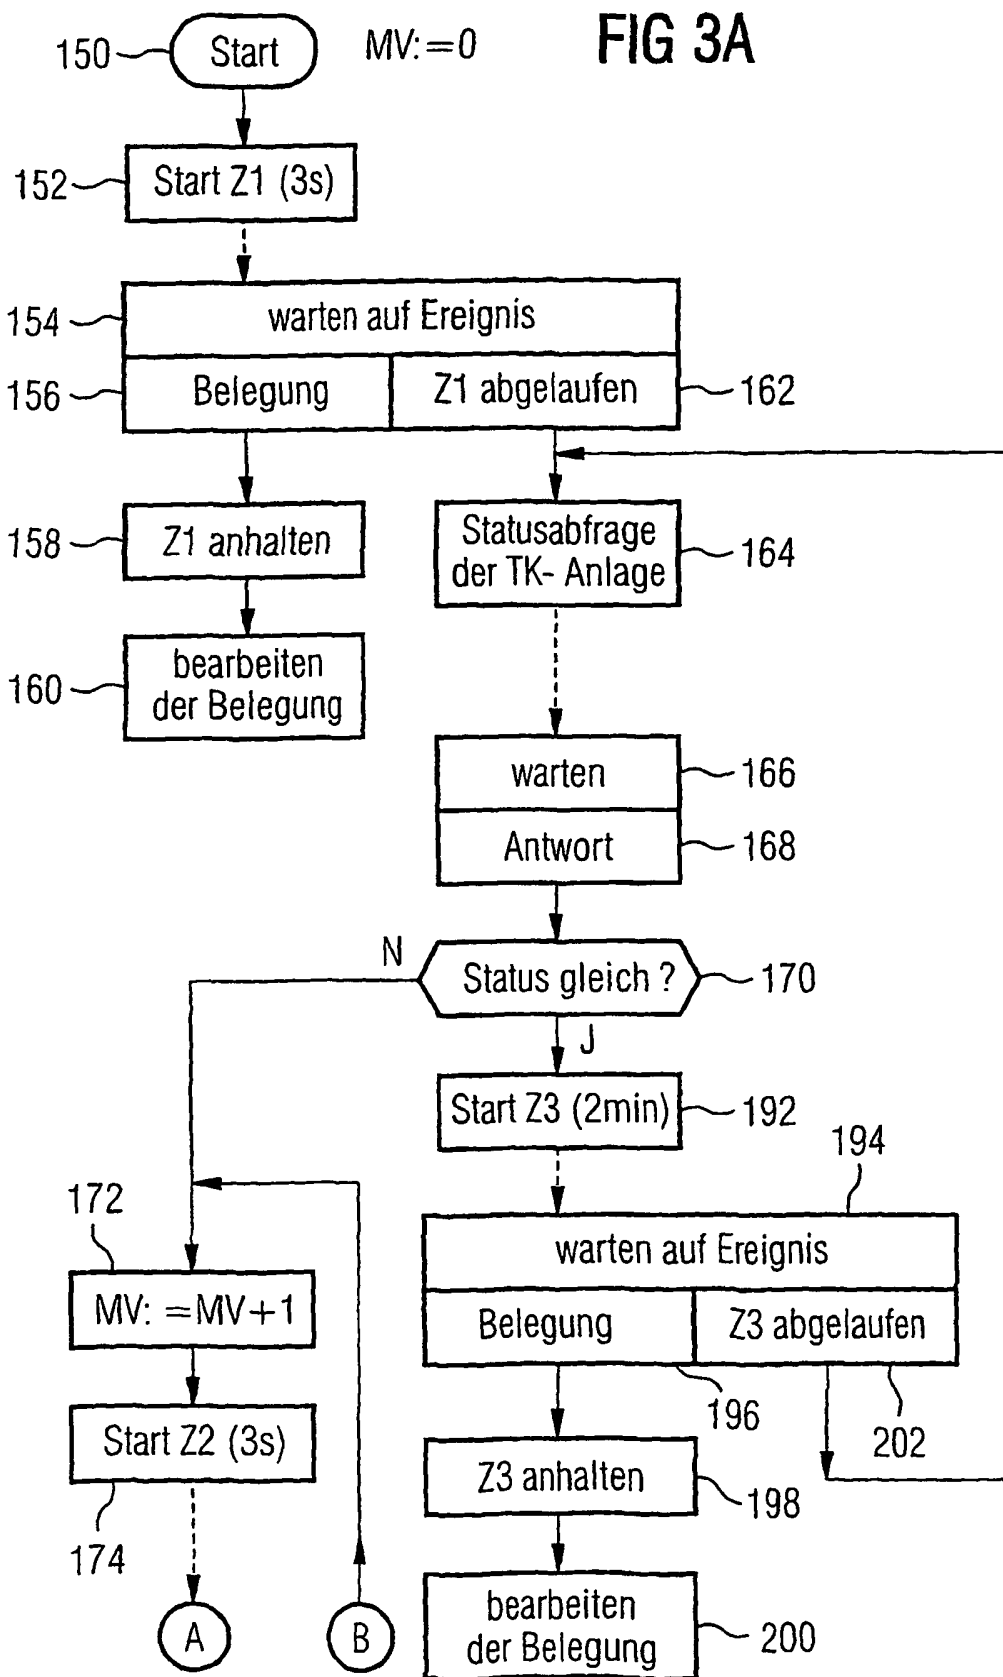 FIG 3A
150 Start MV:=0
152 Start Z1 (3s)
154 warten auf Ereignis
156 Belegung Z1 abgelaufen 162
158 Z1 anhalten
Statusabfrage
der TK- Anlage 164
160 bearbeiten
der Belegung
warten 166
Antwort 168
N Status gleich ? 170
J
Start Z3 (2min) 192
194
172
warten auf Ereignis
MV: =MV+1
Belegung Z3 abgelaufen
196 202
Start Z2 (3s)
174
Z3 anhalten 198
A B
bearbeiten
der Belegung 200